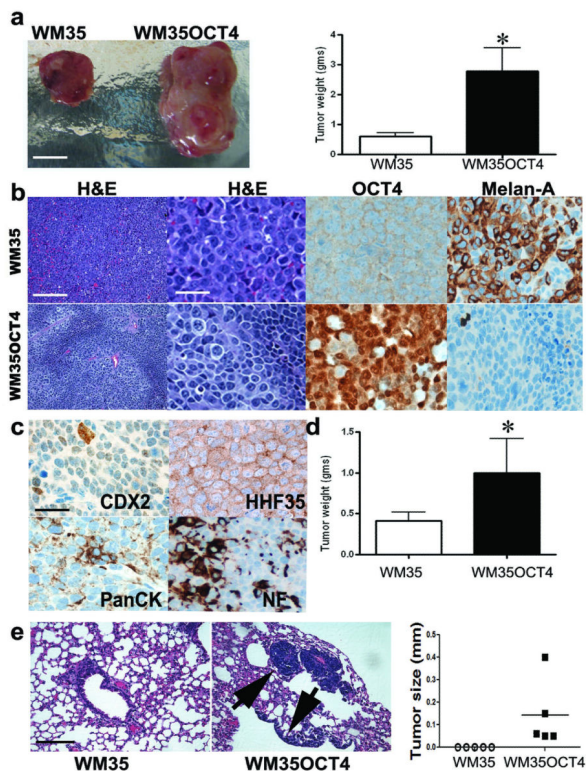 a
WM35 WM35OCT4
Tumor weight (gms)
4
3
2
1
0
*
WM35 WM35OCT4
b
H&E H&E OCT4 Melan-A
WM35
WM35OCT4
c
CDX2 HHF35
PanCK NF
d
Tumor weight (gms)
1.5
1.0
0.5
0.0
*
WM35 WM35OCT4
e
WM35 WM35OCT4
Tumor size (mm)
0.5
0.4
0.3
0.2
0.1
0.0
WM35 WM35OCT4